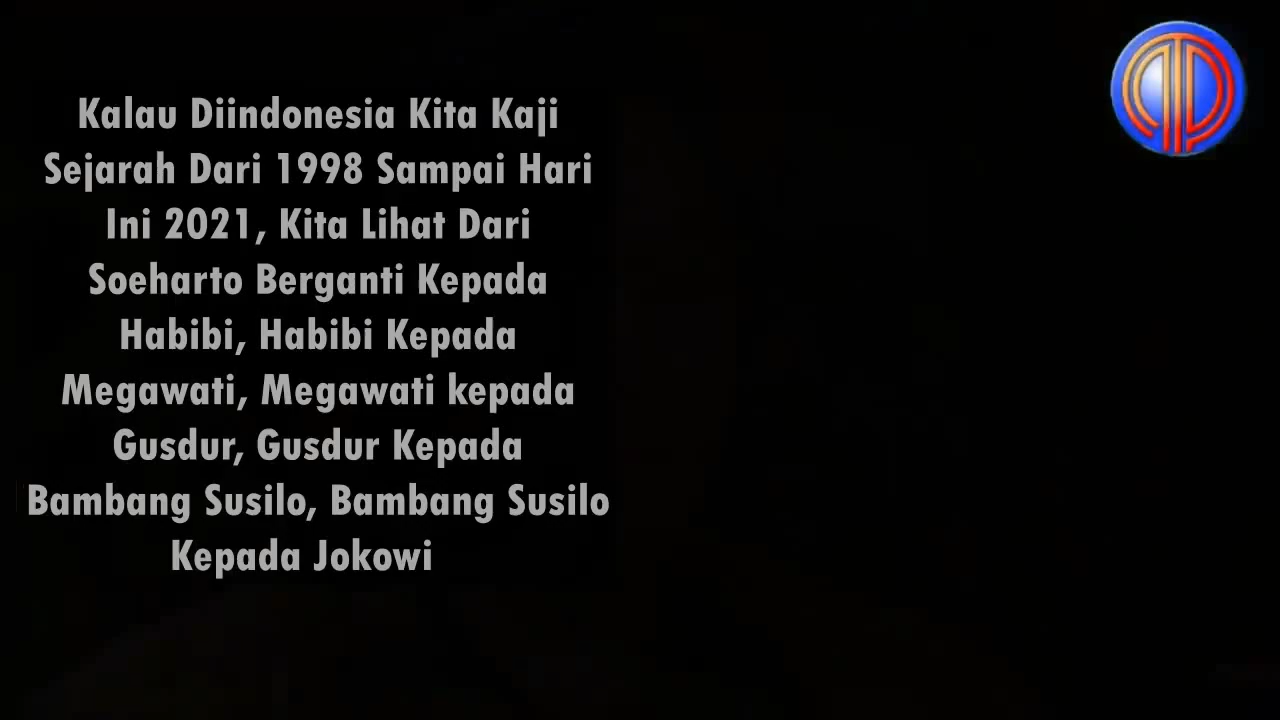 Kalau Diindonesia Kita Kaji
Sejarah Dari 1998 Sampai Hari
Ini 2021, Kita Lihat Dari
Soeharto Berganti Kepada
Habibi, Habibi Kepada
Megawati, Megawati kepada
Gusdur, Gusdur Kepada
Bambang Susilo, Bambang Susilo
Kepada Jokowi